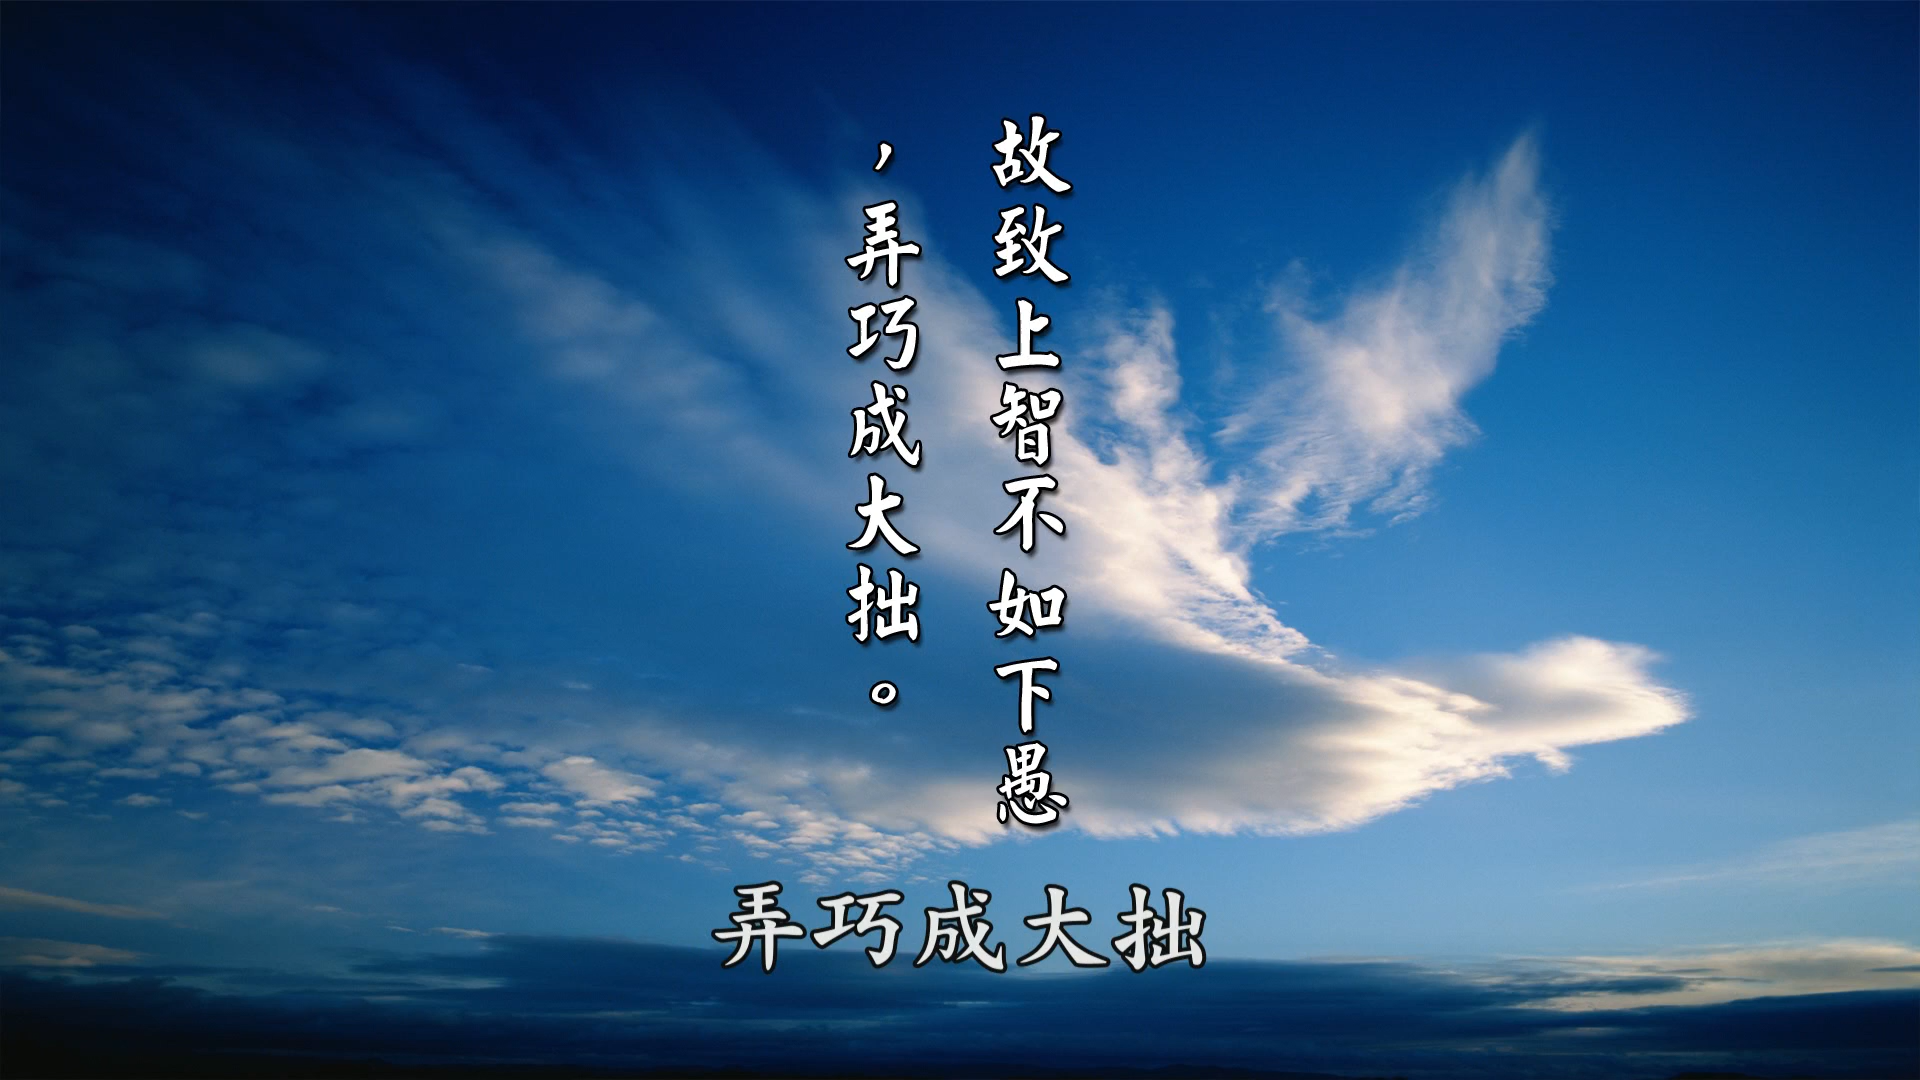 故致上智不如下愚
，弄巧成大拙。
弄巧成大拙